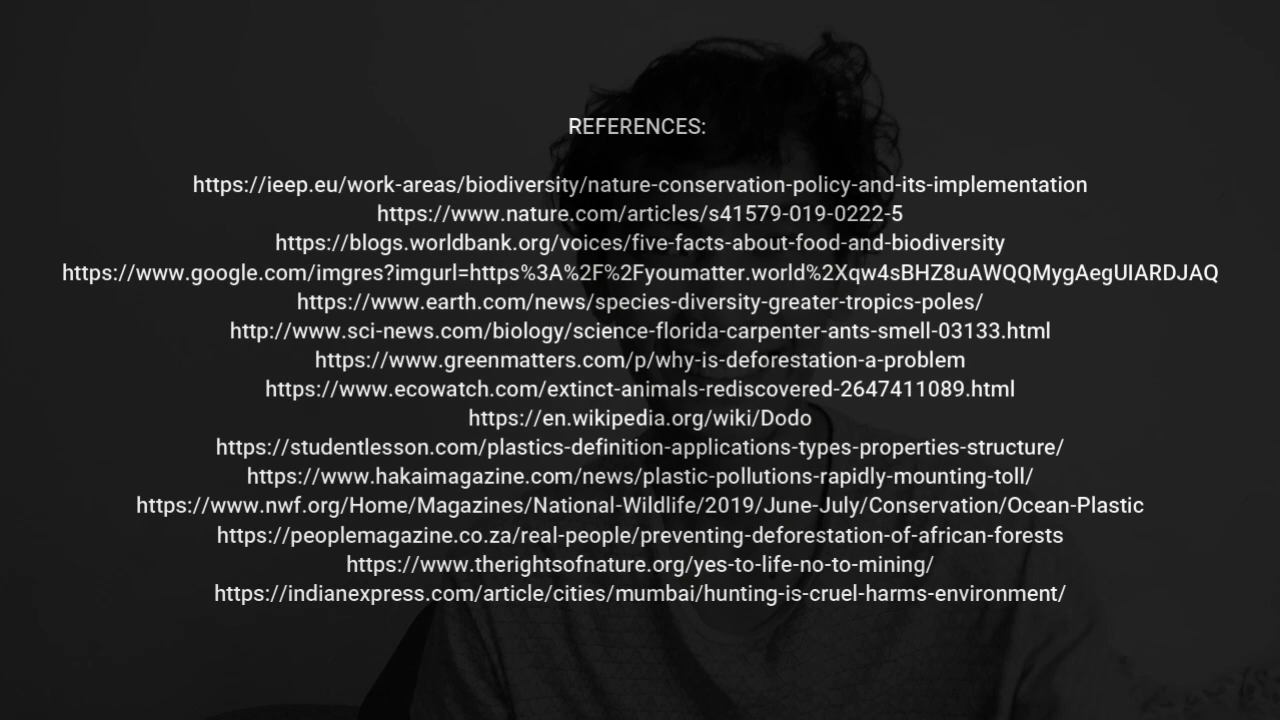 REFERENCES:
https://ieep.eu/work-areas/biodiversity/nature-conservation-policy-and-its-implementation
https://www.nature.com/articles/s41579-019-0222-5
https://blogs.worldbank.org/voices/five-facts-about-food-and-biodiversity
https://www.google.com/imgres?imgurl=https%3A%2F%2Fyoumatter.world%2Xqw4sBHZ8uAWQQMygAegUIARDJAQ
https://www.earth.com/news/species-diversity-greater-tropics-poles/
http://www.sci-news.com/biology/science-florida-carpenter-ants-smell-03133.html
https://www.greenmatters.com/p/why-is-deforestation-a-problem
https://www.ecowatch.com/extinct-animals-rediscovered-2647411089.html
https://en.wikipedia.org/wiki/Dodo
https://studentlesson.com/plastics-definition-applications-types-properties-structure/
https://www.hakaimagazine.com/news/plastic-pollutions-rapidly-mounting-toll/
https://www.nwf.org/Home/Magazines/National-Wildlife/2019/June-July/Conservation/Ocean-Plastic
https://peoplemagazine.co.za/real-people/preventing-deforestation-of-african-forests
https://www.therightsofnature.org/yes-to-life-no-to-mining/
https://indianexpress.com/article/cities/mumbai/hunting-is-cruel-harms-environment/